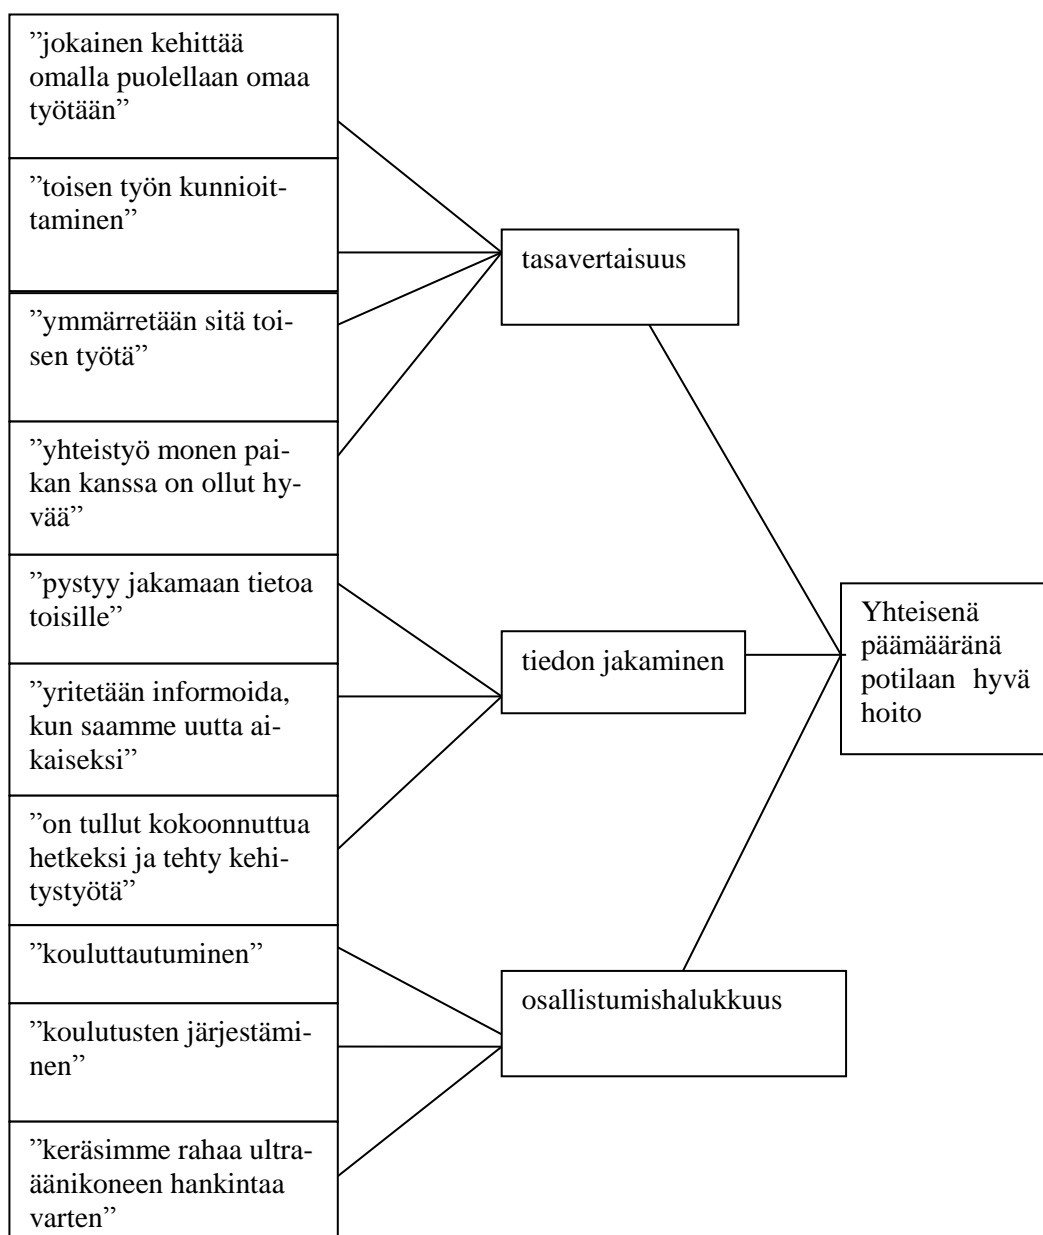 ”jokainen kehittää
omalla puolellaan omaa
työtään”
”toisen työn kunnioit-
taminen”
”ymmärretään sitä toi-
sen työtä”
”yhteistyö monen pai-
kan kanssa on ollut hy-
vää”
”pystyy jakamaan tietoa
toisille”
”yritetään informoida,
kun saamme uutta ai-
kaiseksi”
”on tullut kokoonnuttua
hetkeksi ja tehty kehi-
tystyötä”
”kouluttautuminen”
”koulutusten järjestämi-
nen”
”keräsimme rahaa ultra-
äänikoneen hankintaa
varten”
tasavertaisuus
tiedon jakaminen
osallistumishalukkuus
Yhteisenä
päämääränä
potilaan hyvä
hoito